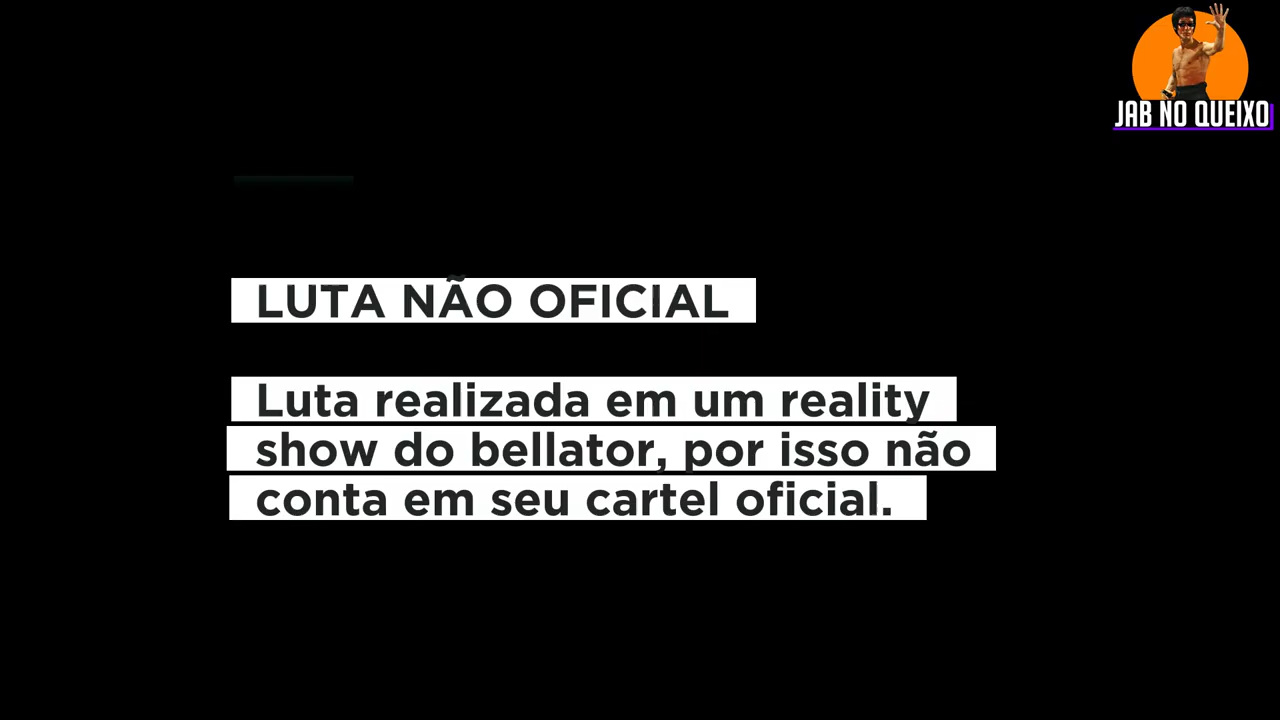 JAB NO QUEIXO
LUTA NÃO OFICIAL
Luta realizada em um reality
show do bellator, por isso não
conta em seu cartel oficial.